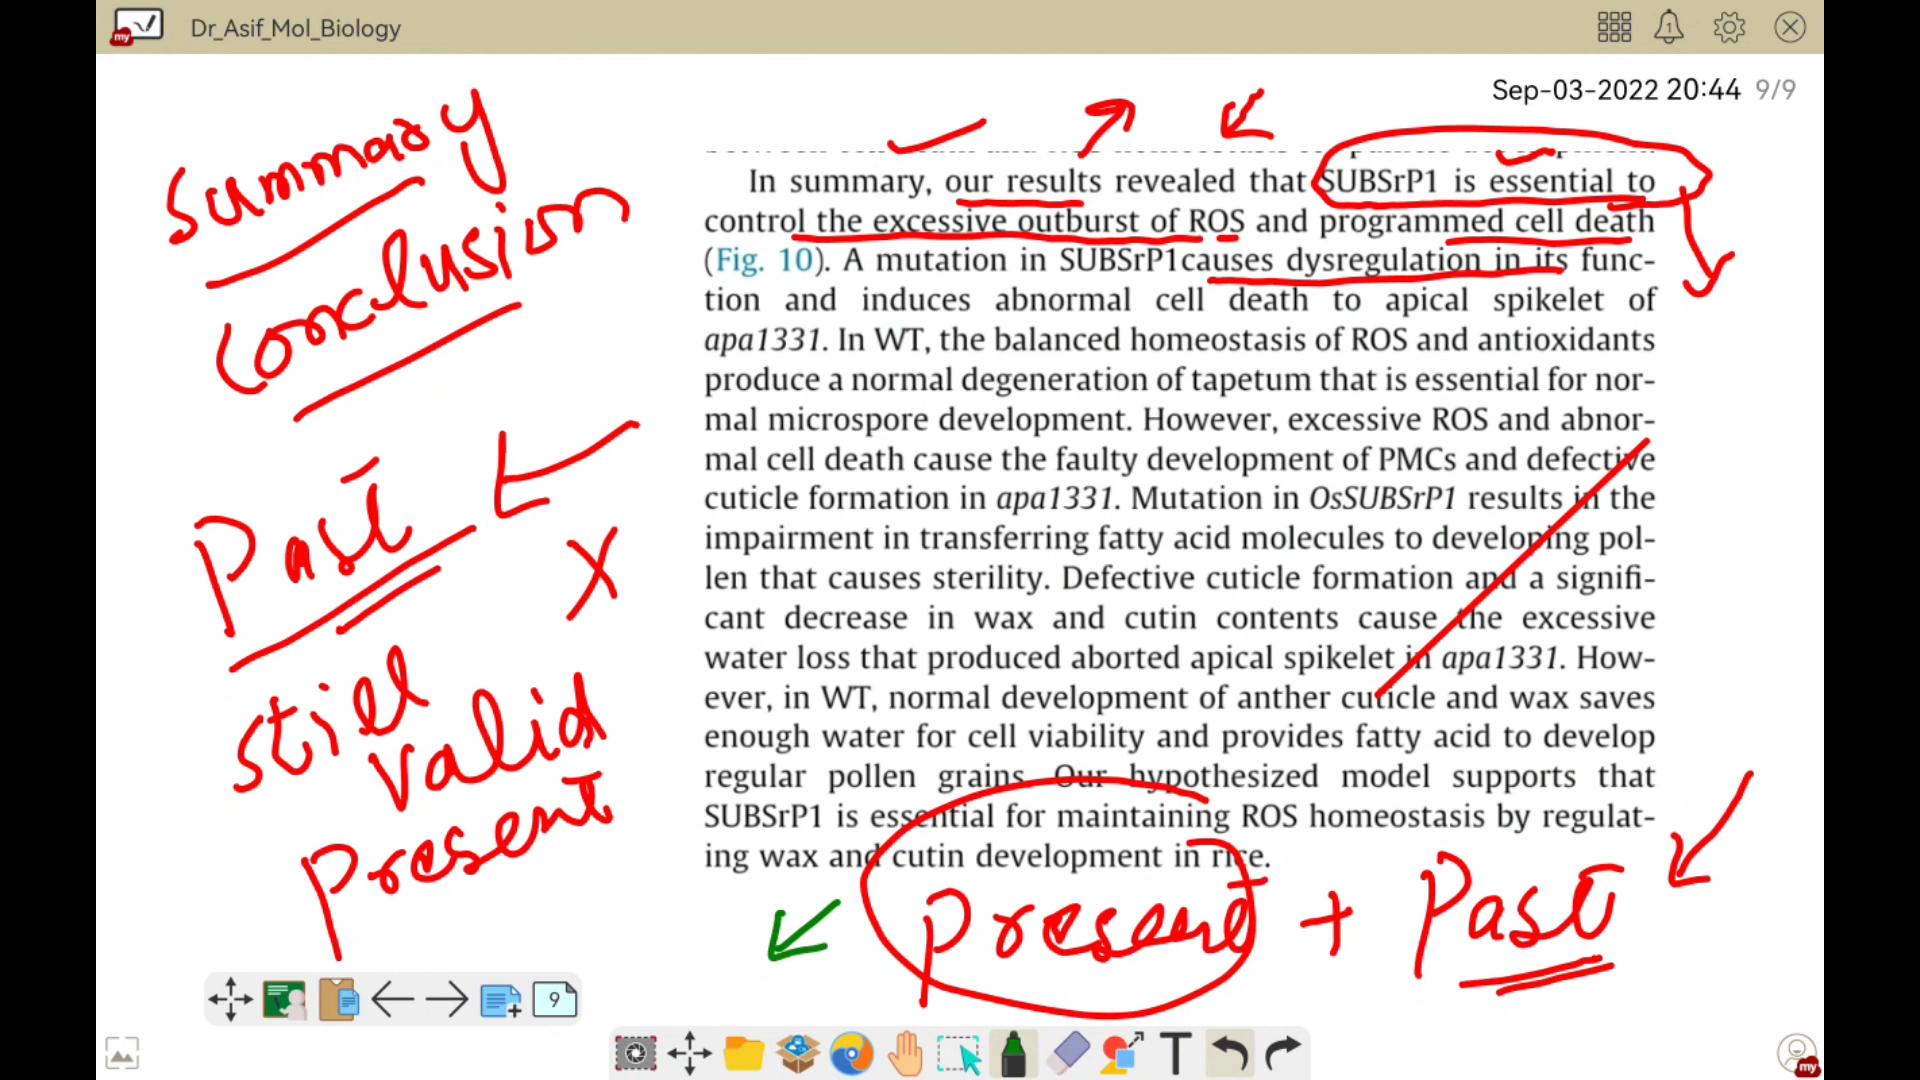 my
Dr_Asif_Mol_Biology
1
Sep-03-2022 20:44 9/9
Summary
Conclusion
Past
X
still
valid
present
In summary, our results revealed that SUBSrP1 is essential to
control the excessive outburst of ROS and programmed cell death
(Fig. 10). A mutation in SUBSrP1causes dysregulation in its func-
tion and induces abnormal cell death to apical spikelet of
apa1331. In WT, the balanced homeostasis of ROS and antioxidants
produce a normal degeneration of tapetum that is essential for nor-
mal microspore development. However, excessive ROS and abnor-
mal cell death cause the faulty development of PMCs and defective
cuticle formation in apa1331. Mutation in OsSUBSrP1 results in the
impairment in transferring fatty acid molecules to developing pol-
len that causes sterility. Defective cuticle formation and a signifi-
cant decrease in wax and cutin contents cause the excessive
water loss that produced aborted apical spikelet in apa1331. How-
ever, in WT, normal development of anther cuticle and wax saves
enough water for cell viability and provides fatty acid to develop
regular pollen grains. Our hypothesized model supports that
SUBSrP1 is essential for maintaining ROS homeostasis by regulat-
ing wax and cutin development in rice.
Present + Past
9
T
my